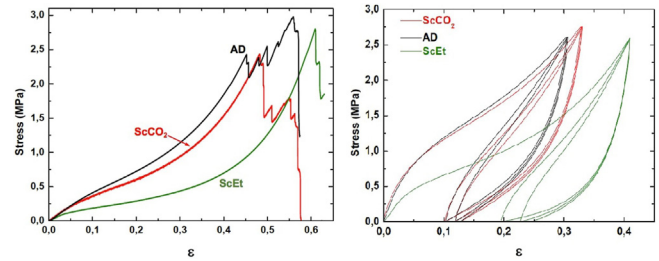 3,0
2,5
2,0
1,5
1,0
0,5
0,0
Stress (MPa)
AD
ScCO₂
ScEt
0,0 0,1 0,2 0,3 0,4 0,5 0,6
ε
ScCO₂
AD
ScEt
3,0
2,5
2,0
1,5
1,0
0,5
0,0
Stress (MPa)
0,0 0,1 0,2 0,3 0,4
ε